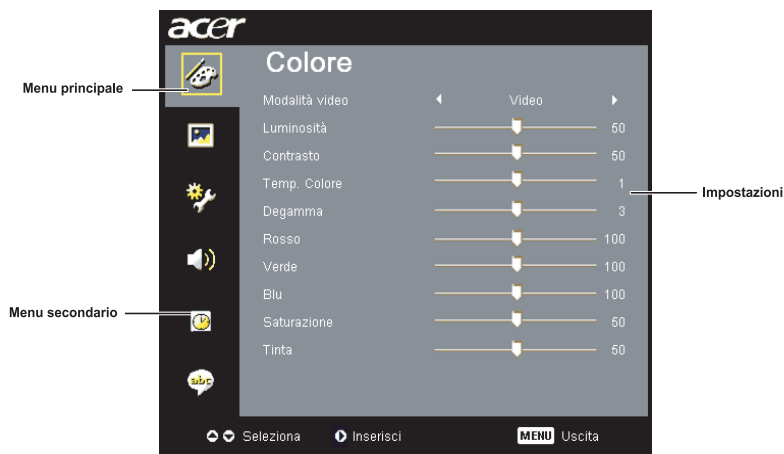 acer
Colore
Menu principale
Modalità video Video
Luminosità 50
Contrasto 50
Temp. Colore 1
Impostazioni
Degamma 3
Rosso 100
Verde 100
Blu 100
Menu secondario
Saturazione 50
Tinta 50
abc
Seleziona Inserisci MENU Uscita